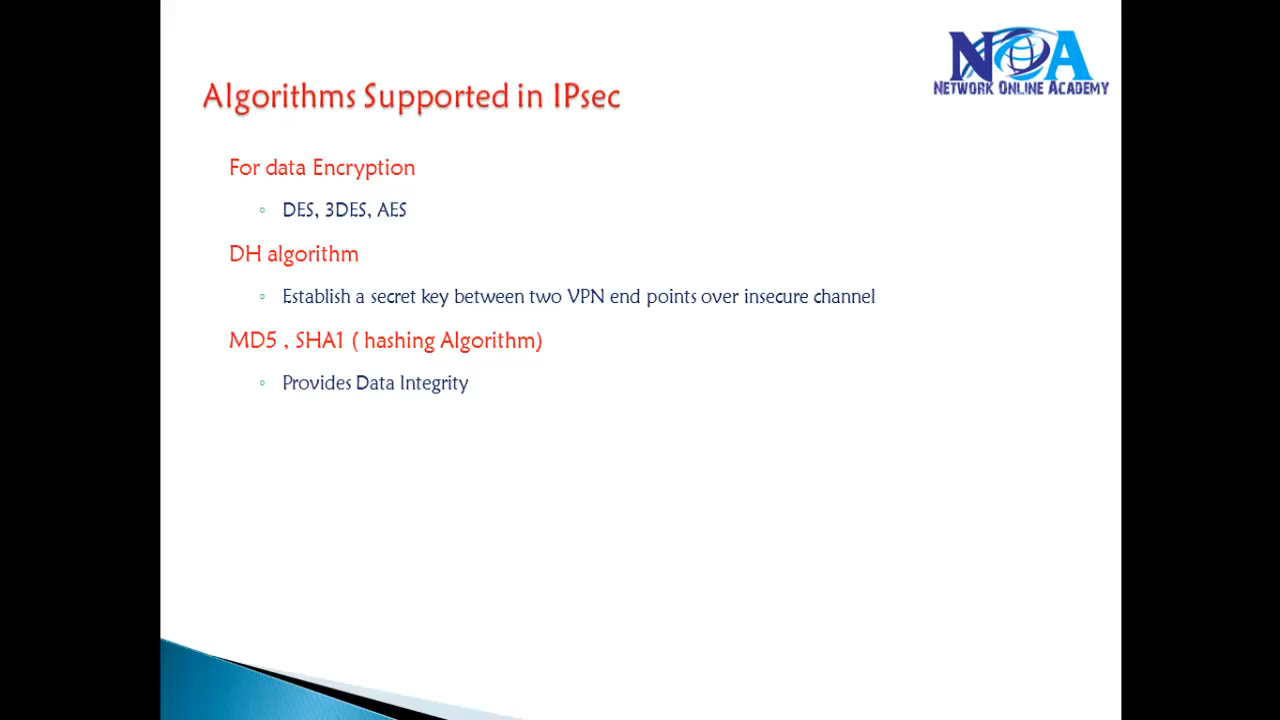 NOA
NETWORK ONLINE ACADEMY
Algorithms Supported in IPsec
For data Encryption
◦ DES, 3DES, AES
DH algorithm
◦ Establish a secret key between two VPN end points over insecure channel
MD5 , SHA1 ( hashing Algorithm)
◦ Provides Data Integrity